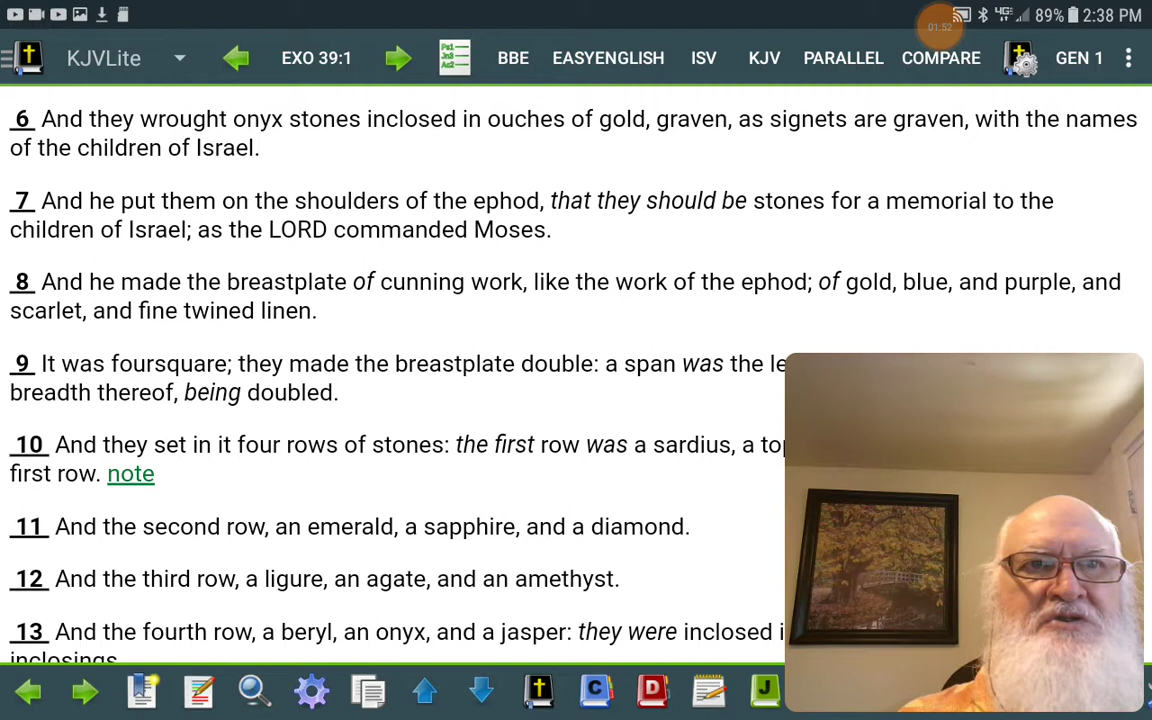 01:52 89% 2:38 PM
KJVLite EXO 39:1 BBE EASYENGLISH ISV KJV PARALLEL COMPARE GEN 1
6 And they wrought onyx stones inclosed in ouches of gold, graven, as signets are graven, with the names
of the children of Israel.
7 And he put them on the shoulders of the ephod, that they should be stones for a memorial to the
children of Israel; as the LORD commanded Moses.
8 And he made the breastplate of cunning work, like the work of the ephod; of gold, blue, and purple, and
scarlet, and fine twined linen.
9 It was foursquare; they made the breastplate double: a span was the
breadth thereof, being doubled.
10 And they set in it four rows of stones: the first row was a sardius, a
first row. note
11 And the second row, an emerald, a sapphire, and a diamond.
12 And the third row, a ligure, an agate, and an amethyst.
13 And the fourth row, a beryl, an onyx, and a jasper: they were inclosed
inclosings
C D J